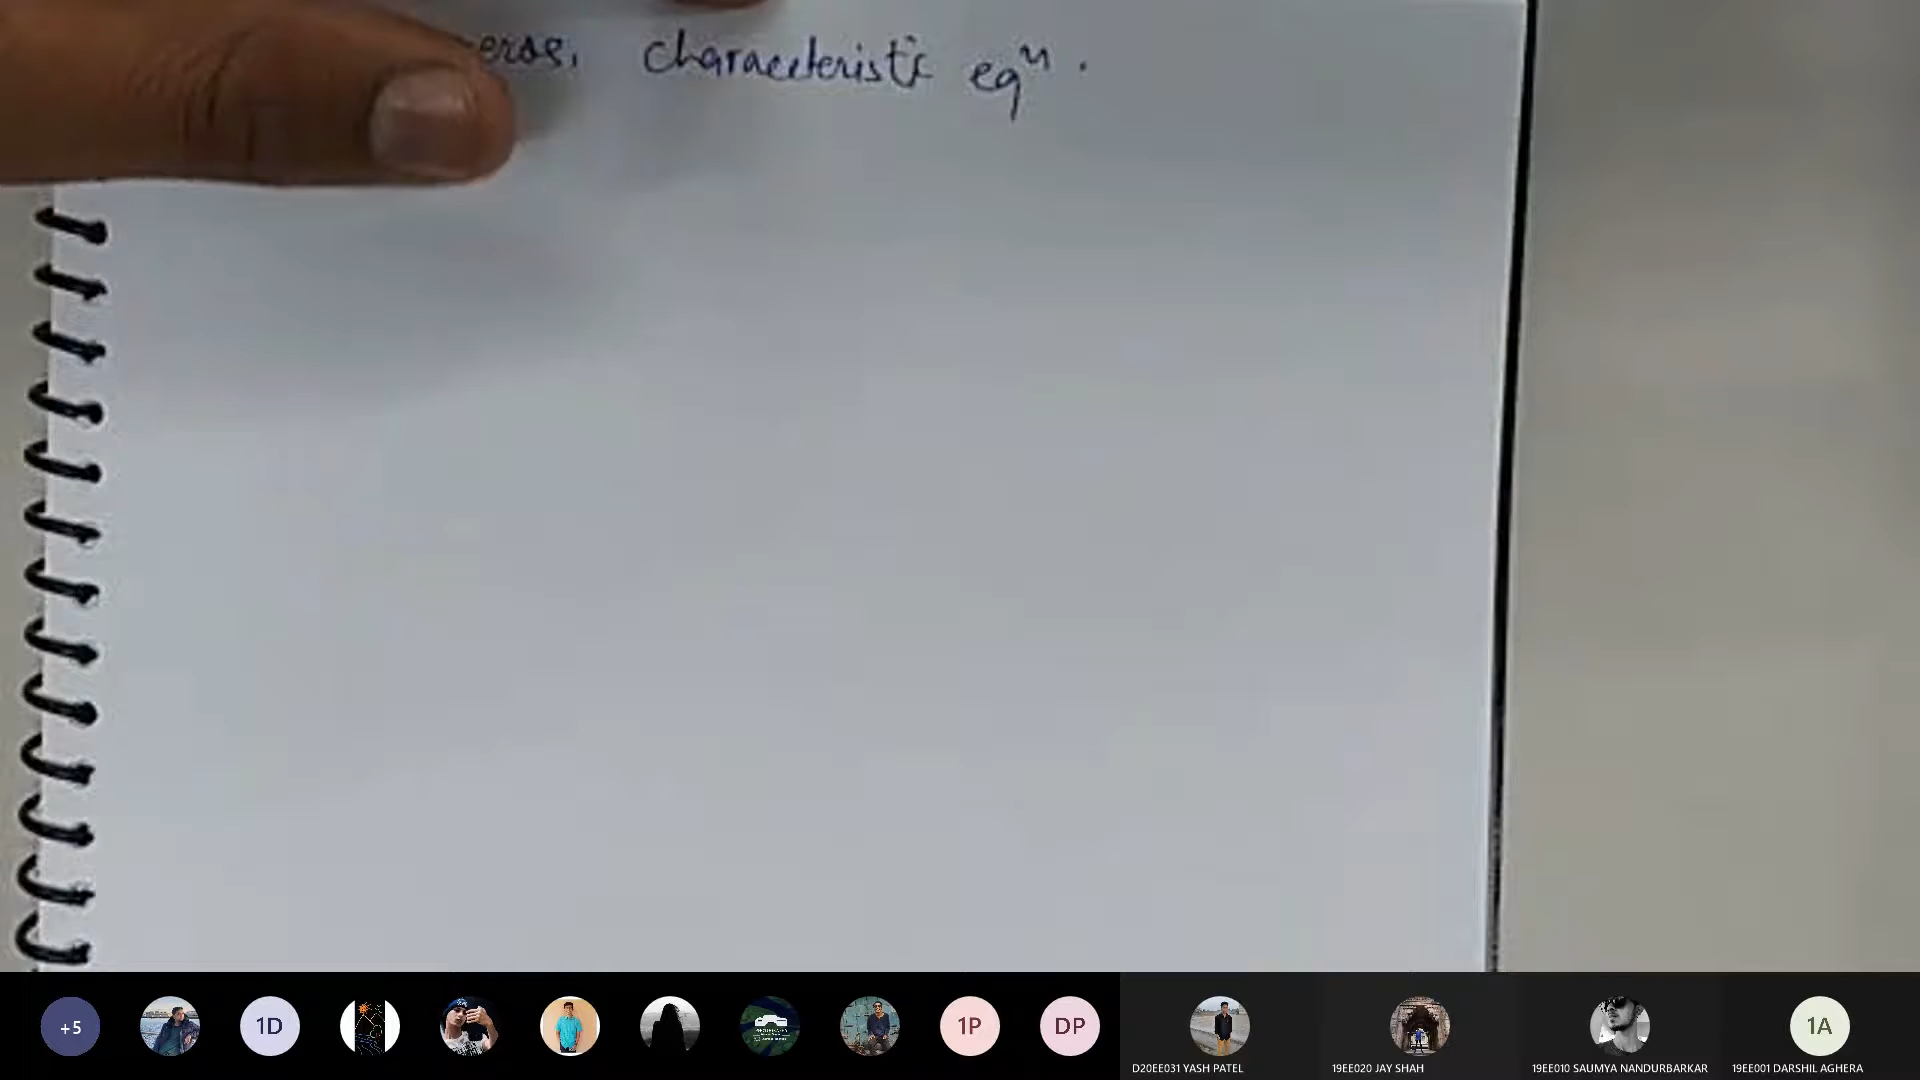 characteristic eqⁿ.
+5
1D
1P
DP
D20EE031 YASH PATEL
19EE020 JAY SHAH
19EE010 SAUMYA NANDURBARKAR
1A
19EE001 DARSHIL AGHERA